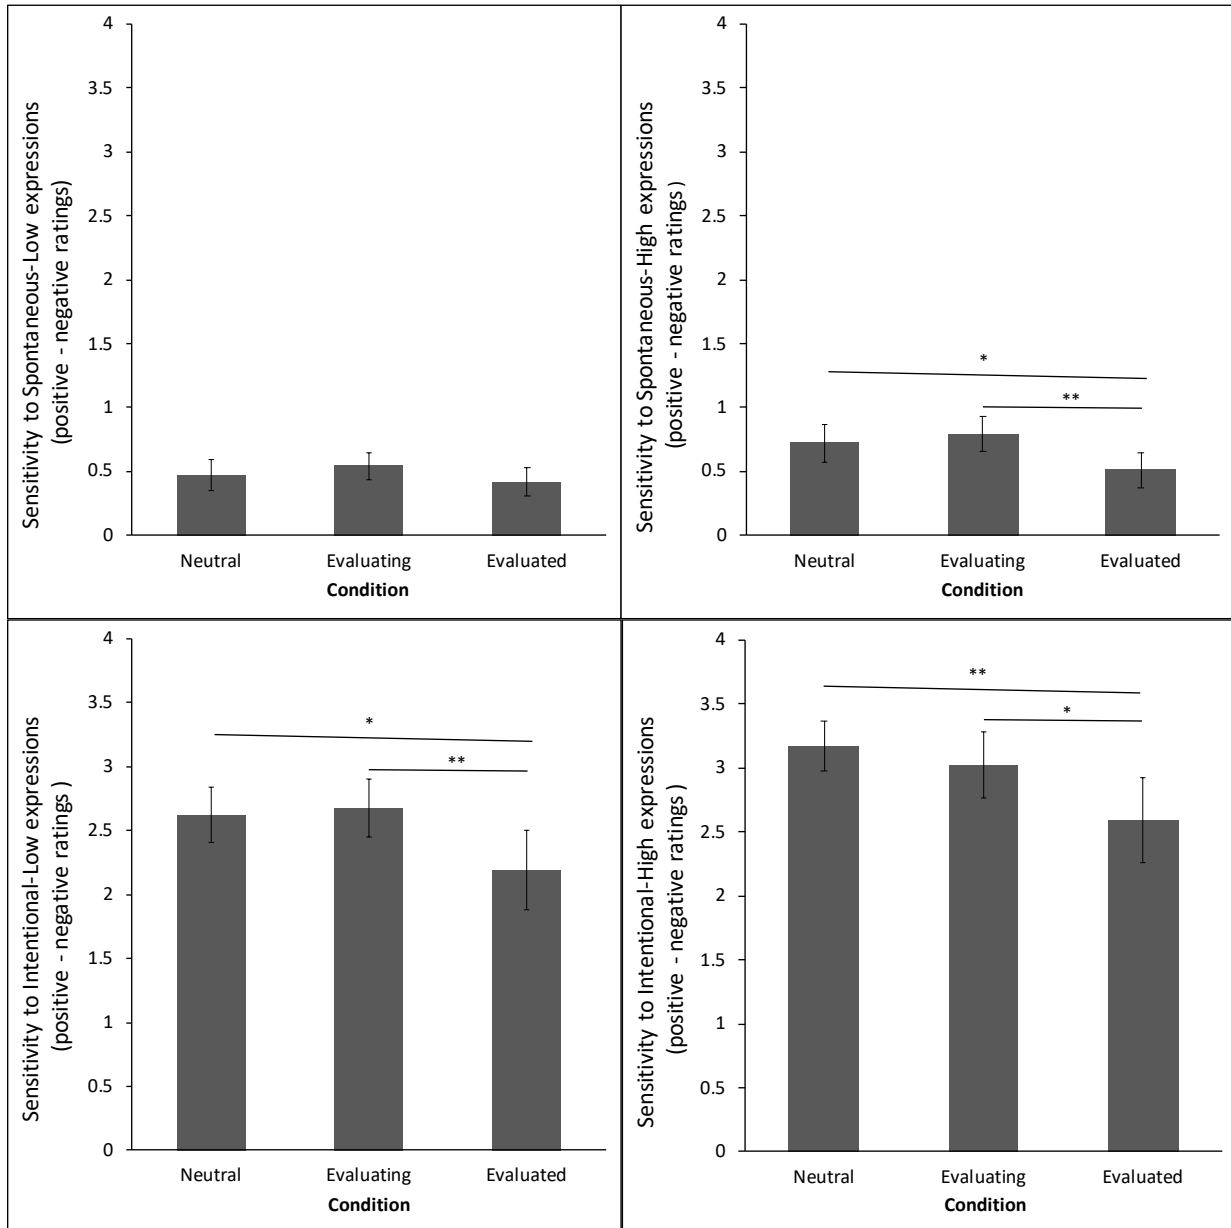 Sensitivity to Spontaneous-Low expressions
(positive - negative ratings)
4
3.5
3
2.5
2
1.5
1
0.5
0
Neutral
Evaluating
Evaluated
Condition
Sensitivity to Spontaneous-High expressions
(positive - negative ratings )
4
3.5
3
2.5
2
1.5
1
0.5
0
*
**
Neutral
Evaluating
Evaluated
Condition
Sensitivity to Intentional-Low expressions
(positive - negative ratings )
4
3.5
3
2.5
2
1.5
1
0.5
0
*
**
Neutral
Evaluating
Evaluated
Condition
Sensitivity to Intentional-High expressions
(positive - negative ratings )
4
3.5
3
2.5
2
1.5
1
0.5
0
**
*
Neutral
Evaluating
Evaluated
Condition